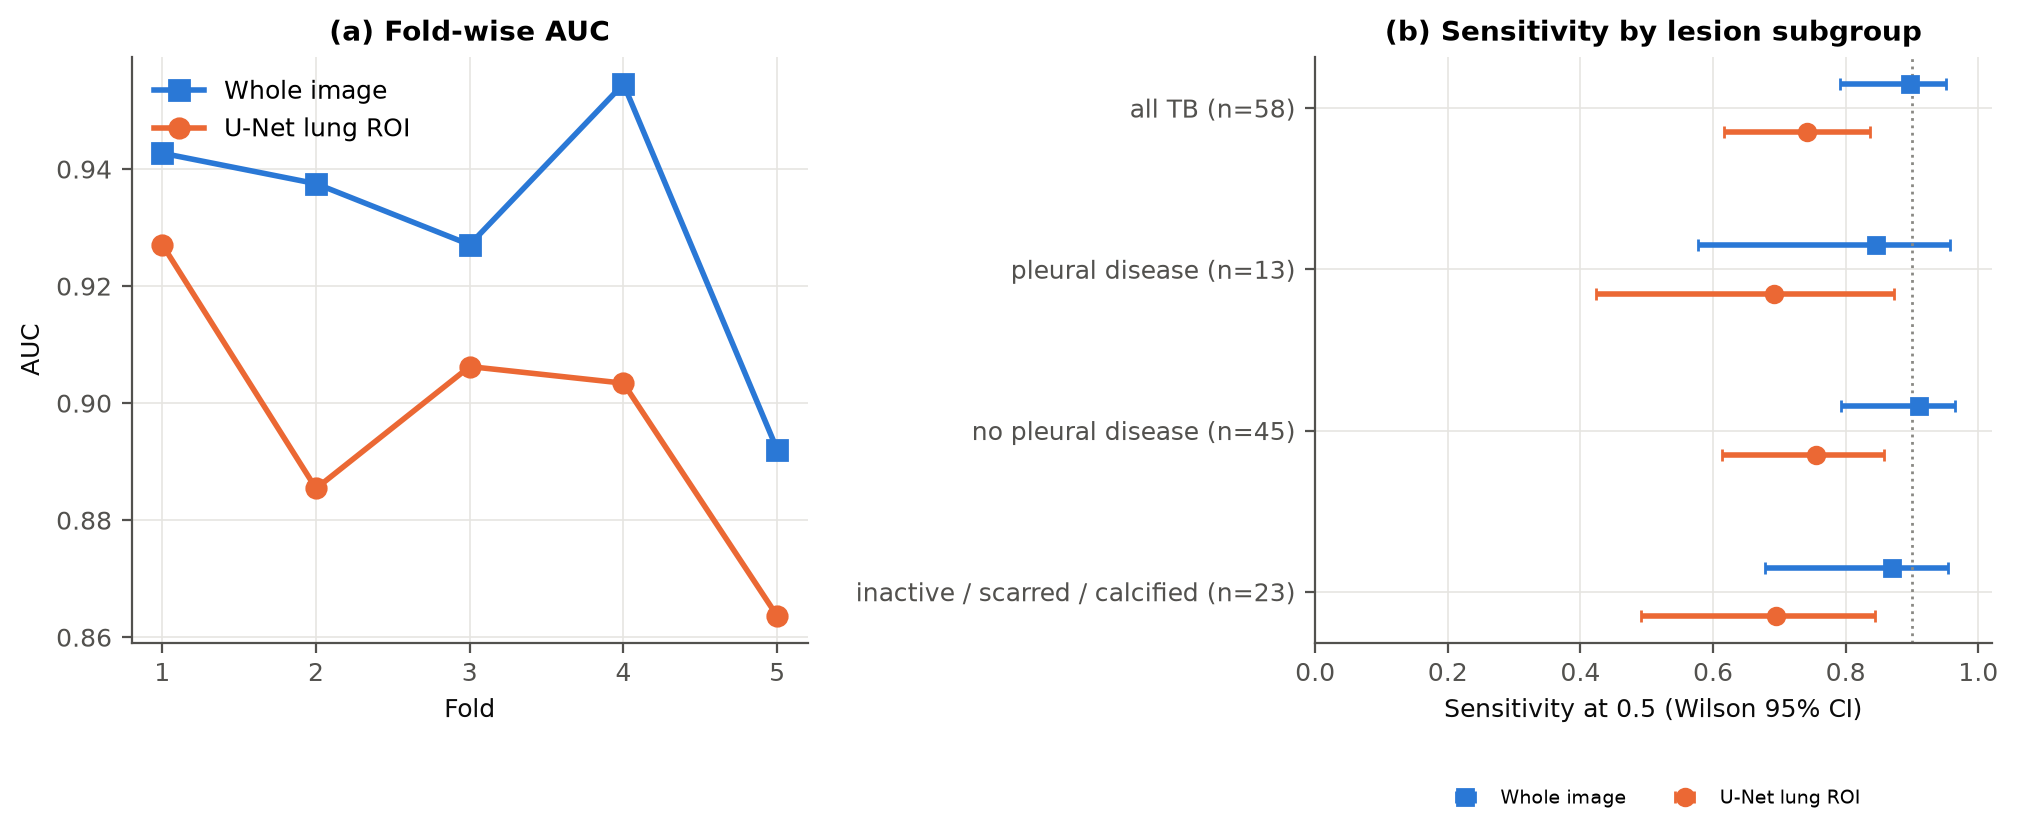 (a) Fold-wise AUC
Whole image
U-Net lung ROI
AUC
0.94
0.92
0.90
0.88
0.86
1 2 3 4 5
Fold
(b) Sensitivity by lesion subgroup
all TB (n=58)
pleural disease (n=13)
no pleural disease (n=45)
inactive / scarred / calcified (n=23)
0.0 0.2 0.4 0.6 0.8 1.0
Sensitivity at 0.5 (Wilson 95% CI)
Whole image U-Net lung ROI